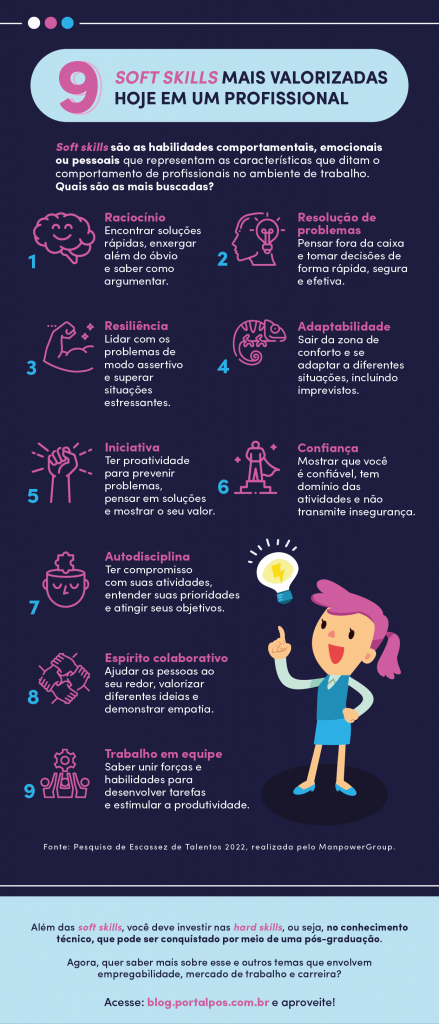 9 SOFT SKILLS MAIS VALORIZADAS
HOJE EM UM PROFISSIONAL
Soft skills são as habilidades comportamentais, emocionais
ou pessoais que representam as características que ditam o
comportamento de profissionais no ambiente de trabalho.
Quais são as mais buscadas?
1
Raciocínio
Encontrar soluções
rápidas, enxergar
além do óbvio
e saber como
argumentar.
2
Resolução de
problemas
Pensar fora da caixa
e tomar decisões de
forma rápida, segura
e efetiva.
3
Resiliência
Lidar com os
problemas de
modo assertivo
e superar
situações
estressantes.
4
Adaptabilidade
Sair da zona de
conforto e se
adaptar a diferentes
situações, incluindo
imprevistos.
5
Iniciativa
Ter proatividade
para prevenir
problemas,
pensar em soluções
e mostrar o seu valor.
6
Confiança
Mostrar que você
é confiável, tem
domínio das
atividades e não
transmite insegurança.
7
Autodisciplina
Ter compromisso
com suas atividades,
entender suas prioridades
e atingir seus objetivos.
8
Espírito colaborativo
Ajudar as pessoas ao
seu redor, valorizar
diferentes ideias e
demonstrar empatia.
9
Trabalho em equipe
Saber unir forças e
habilidades para
desenvolver tarefas
e estimular a produtividade.
Fonte: Pesquisa de Escassez de Talentos 2022, realizada pelo ManpowerGroup.
Além das soft skills, você deve investir nas hard skills, ou seja, no conhecimento
técnico, que pode ser conquistado por meio de uma pós-graduação.
Agora, quer saber mais sobre esse e outros temas que envolvem
empregabilidade, mercado de trabalho e carreira?
Acesse: blog.portalpos.com.br e aproveite!